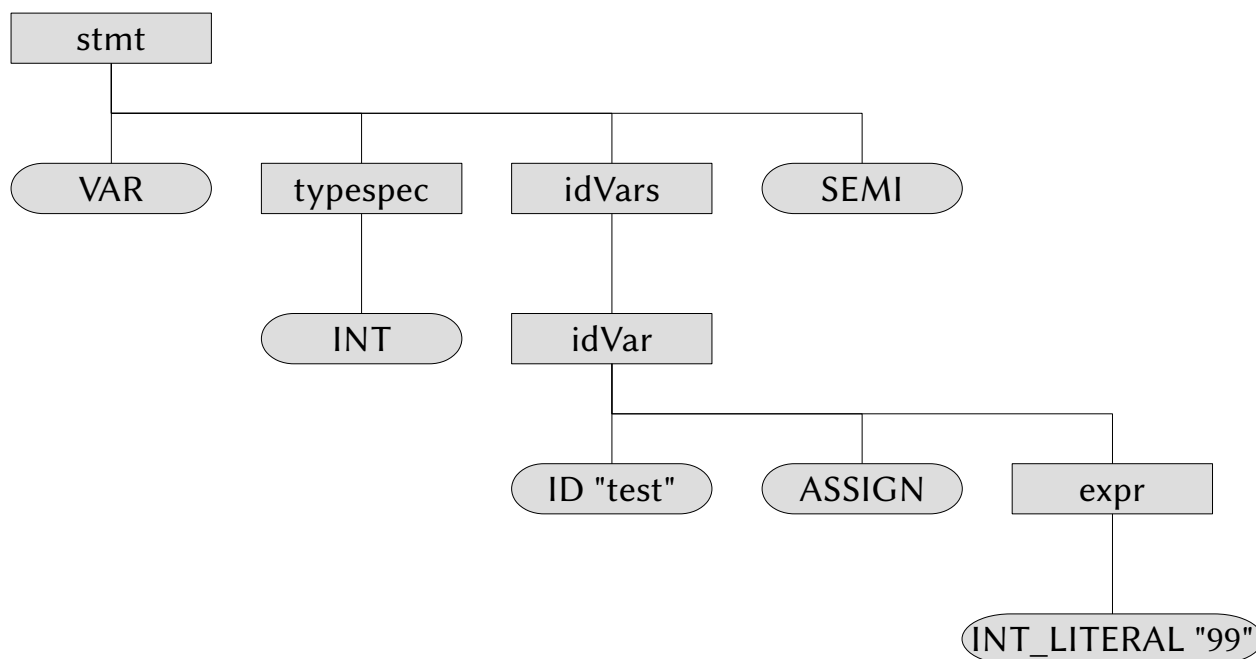 stmt
VAR typespec idVars SEMI
INT idVar
ID "test" ASSIGN expr
INT_LITERAL "99"